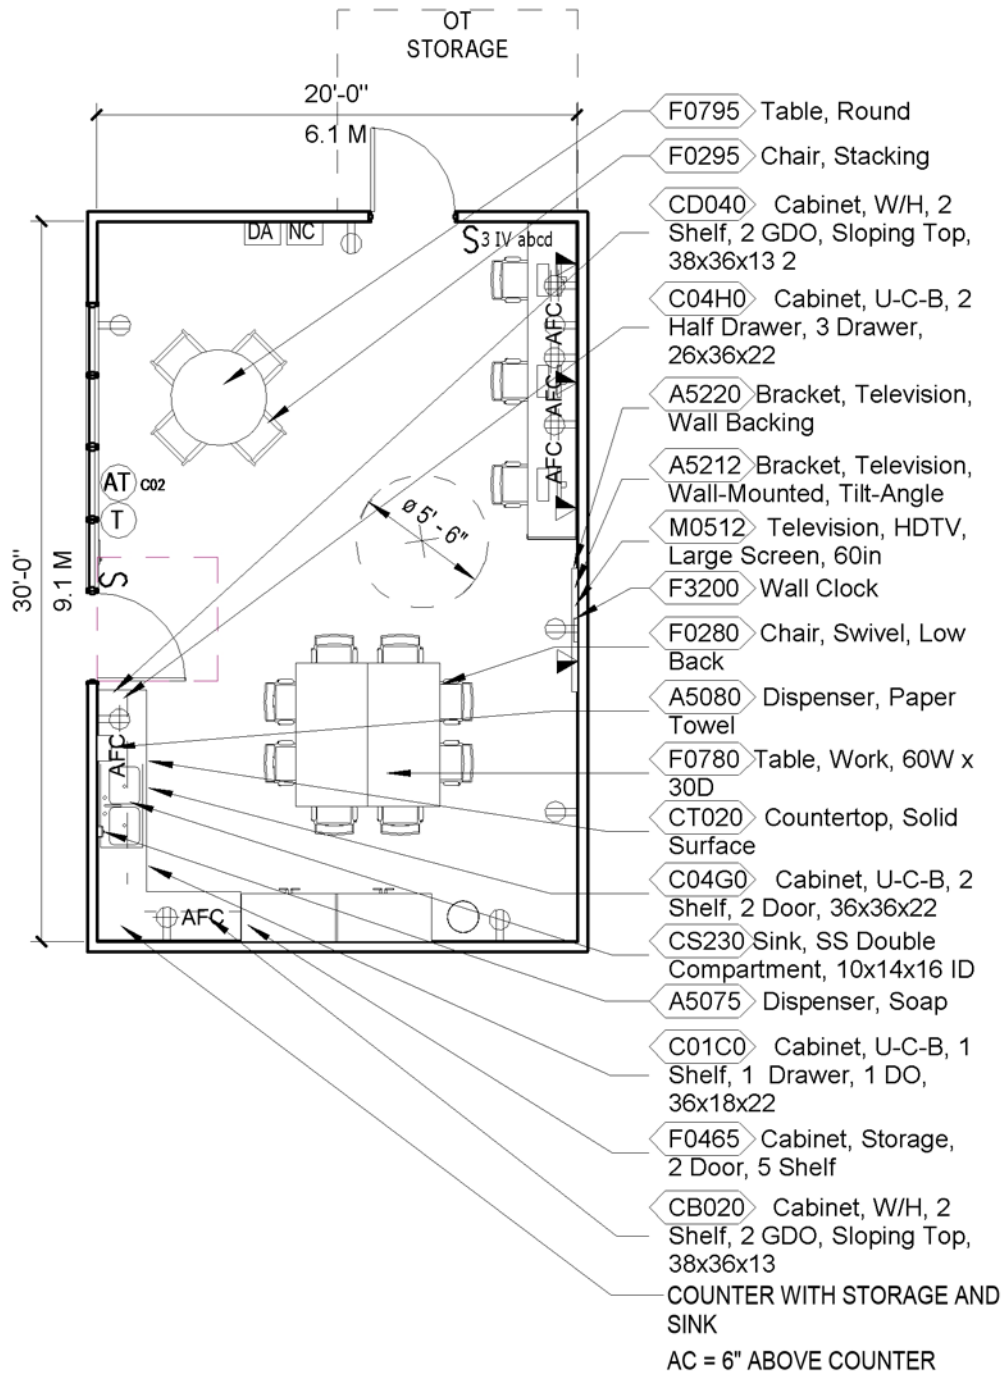 OT
STORAGE
20'-0"
6.1 M
DA NC
S3 IV abcd
AFC
AFC
AFC
AT C02
T
S
ø 5' - 6"
30'-0"
9.1 M
AFC
AFC
F0795 Table, Round
F0295 Chair, Stacking
CD040 Cabinet, W/H, 2
Shelf, 2 GDO, Sloping Top,
38x36x13 2
C04H0 Cabinet, U-C-B, 2
Half Drawer, 3 Drawer,
26x36x22
A5220 Bracket, Television,
Wall Backing
A5212 Bracket, Television,
Wall-Mounted, Tilt-Angle
M0512 Television, HDTV,
Large Screen, 60in
F3200 Wall Clock
F0280 Chair, Swivel, Low
Back
A5080 Dispenser, Paper
Towel
F0780 Table, Work, 60W x
30D
CT020 Countertop, Solid
Surface
C04G0 Cabinet, U-C-B, 2
Shelf, 2 Door, 36x36x22
CS230 Sink, SS Double
Compartment, 10x14x16 ID
A5075 Dispenser, Soap
C01C0 Cabinet, U-C-B, 1
Shelf, 1 Drawer, 1 DO,
36x18x22
F0465 Cabinet, Storage,
2 Door, 5 Shelf
CB020 Cabinet, W/H, 2
Shelf, 2 GDO, Sloping Top,
38x36x13
COUNTER WITH STORAGE AND
SINK
AC = 6" ABOVE COUNTER